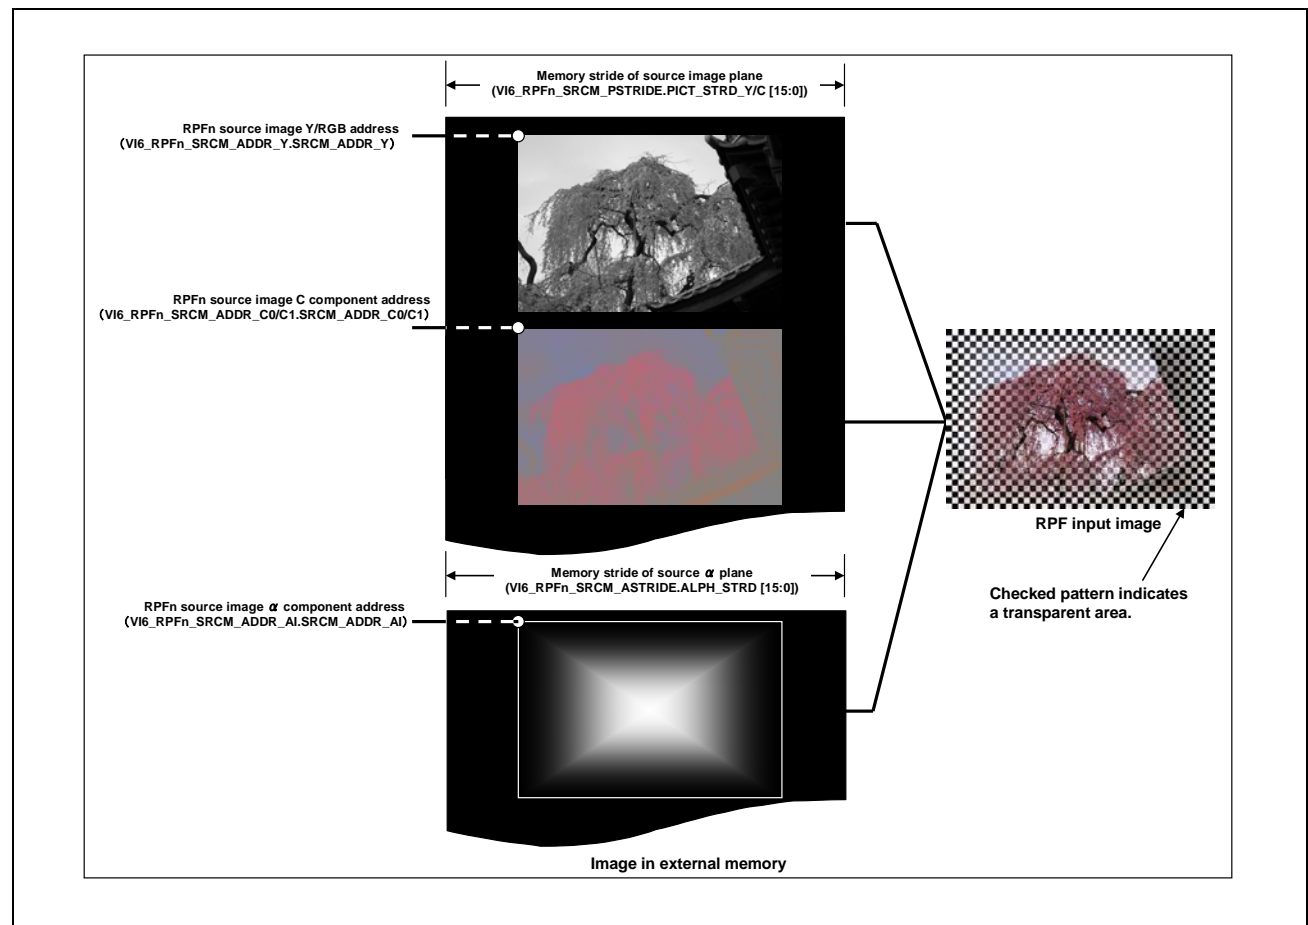 Memory stride of source image plane
(VI6_RPFn_SRCM_PSTRIDE.PICT_STRD_Y/C [15:0])
RPFn source image Y/RGB address
(VI6_RPFn_SRCM_ADDR_Y.SRCM_ADDR_Y)
RPFn source image C component address
(VI6_RPFn_SRCM_ADDR_C0/C1.SRCM_ADDR_C0/C1)
RPF input image
Checked pattern indicates
a transparent area.
Memory stride of source α plane
(VI6_RPFn_SRCM_ASTRIDE.ALPH_STRD [15:0])
RPFn source image α component address
(VI6_RPFn_SRCM_ADDR_AI.SRCM_ADDR_AI)
Image in external memory